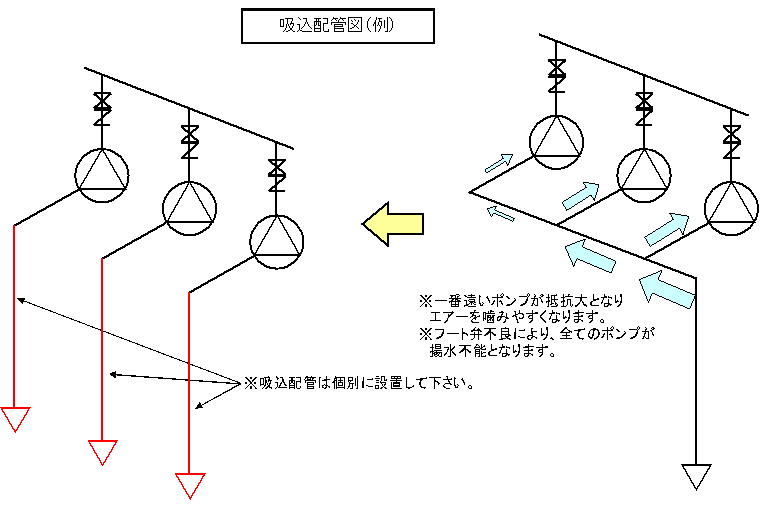 吸込配管図(例)
※一番遠いポンプが抵抗大となり
エアーを噛みやすくなります。
※フート弁不良により、全てのポンプが
揚水不能となります。
※吸込配管は個別に設置して下さい。